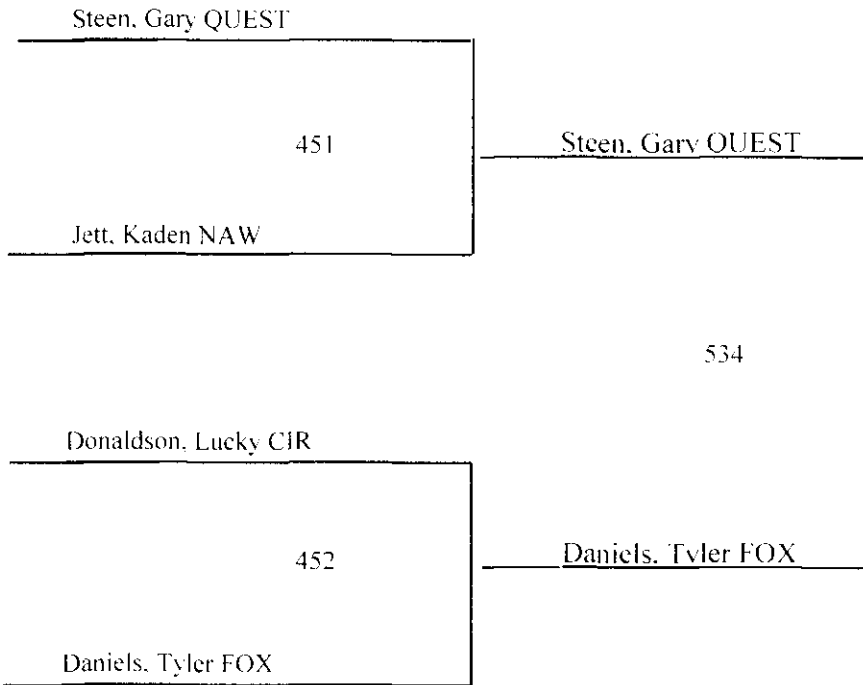 Steen, Gary QUEST
451
Steen, Gary QUEST
Jett, Kaden NAW
534
Donaldson, Lucky CIR
452
Daniels, Tyler FOX
Daniels, Tyler FOX